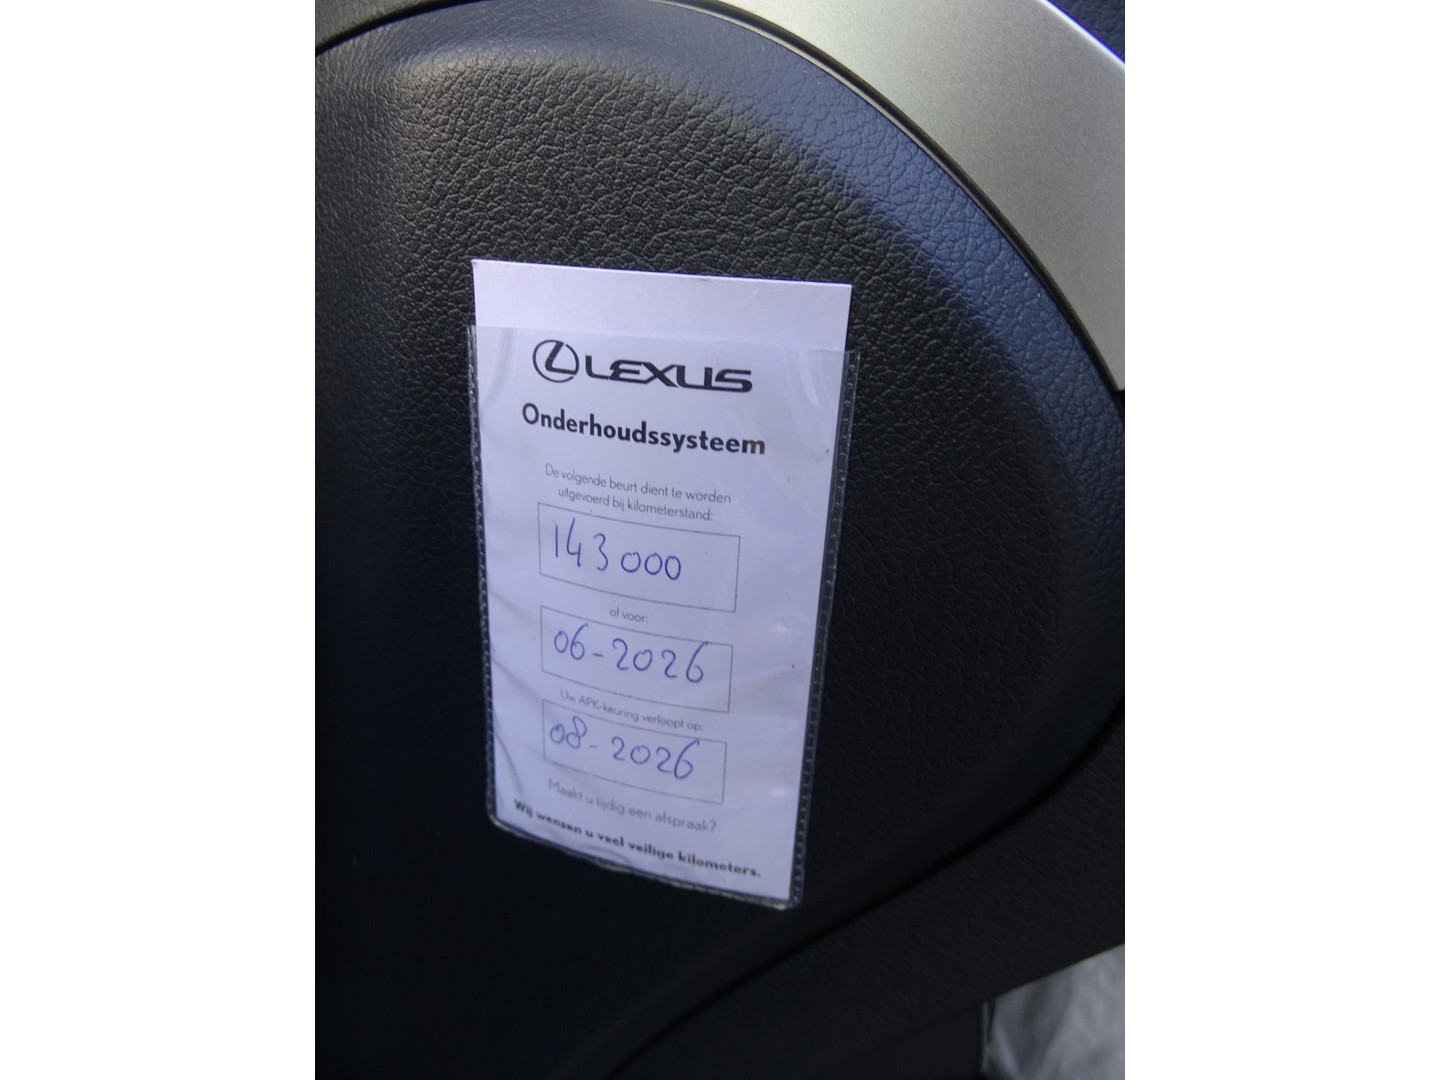 LEXUS
Onderhoudssysteem
De volgende beurt dient te worden
uitgevoerd bij kilometerstand:
143000
of voor:
06-2026
Uw APK-keuring verloopt op:
08-2026
Maakt u tijdig een afspraak?
Wij wensen u veel veilige kilometers.